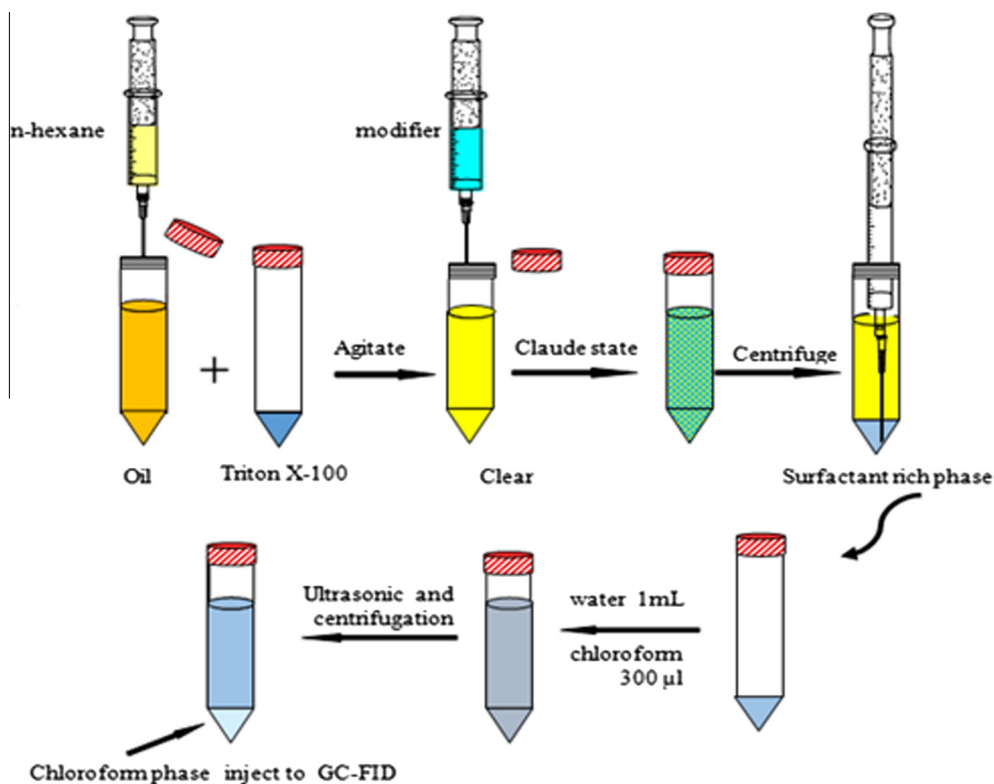 n-hexane
modifier
Agitate
Claude state
Centrifuge
+
Oil
Triton X-100
Clear
Surfactant rich phase
Ultrasonic and
centrifugation
water 1mL
chloroform
300 µl
Chloroform phase inject to GC-FID